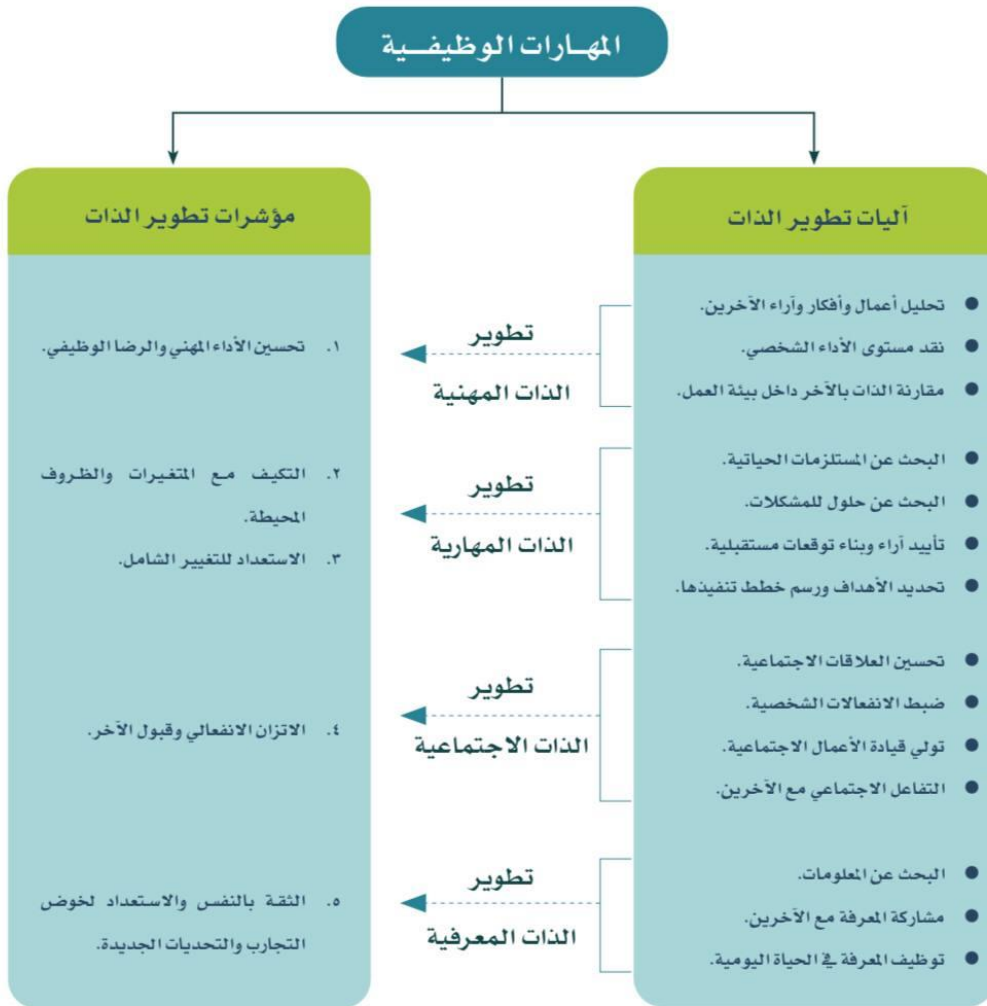 المهارات الوظيفية
آليات تطوير الذات
تحليل أعمال وأفكار وآراء الآخرين.
نقد مستوى الأداء الشخصي.
مقارنة الذات بالآخر داخل بيئة العمل.
البحث عن المستلزمات الحياتية.
البحث عن حلول للمشكلات.
تأييد آراء وبناء توقعات مستقبلية.
تحديد الأهداف ورسم خطط تنفيذها.
تحسين العلاقات الاجتماعية.
ضبط الانفعالات الشخصية.
تولي قيادة الأعمال الاجتماعية.
التفاعل الاجتماعي مع الآخرين.
البحث عن المعلومات.
مشاركة المعرفة مع الآخرين.
توظيف المعرفة في الحياة اليومية.
تطوير
الذات المهنية
تطوير
الذات المهارية
تطوير
الذات الاجتماعية
تطوير
الذات المعرفية
مؤشرات تطوير الذات
١. تحسين الأداء المهني والرضا الوظيفي.
٢. التكيف مع المتغيرات والظروف
المحيطة.
٣. الاستعداد للتغيير الشامل.
٤. الاتزان الانفعالي وقبول الآخر.
٥. الثقة بالنفس والاستعداد لخوض
التجارب والتحديات الجديدة.